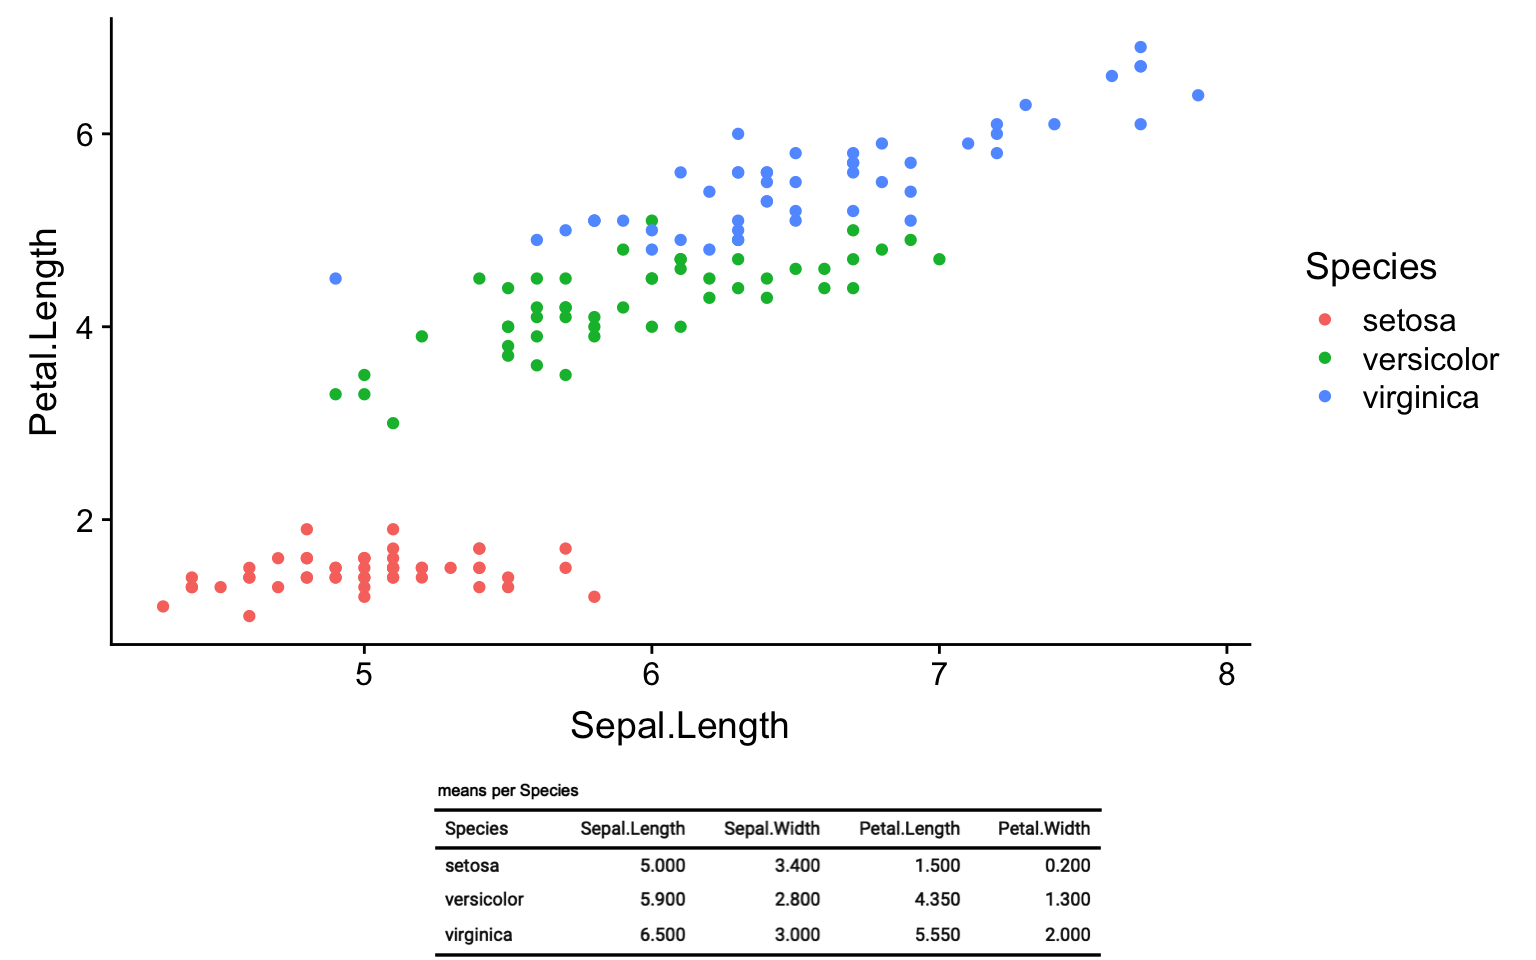 Petal.Length
6
4
2
5 6 7 8
Sepal.Length
Species
setosa
versicolor
virginica
means per Species
Species Sepal.Length Sepal.Width Petal.Length Petal.Width
setosa 5.000 3.400 1.500 0.200
versicolor 5.900 2.800 4.350 1.300
virginica 6.500 3.000 5.550 2.000